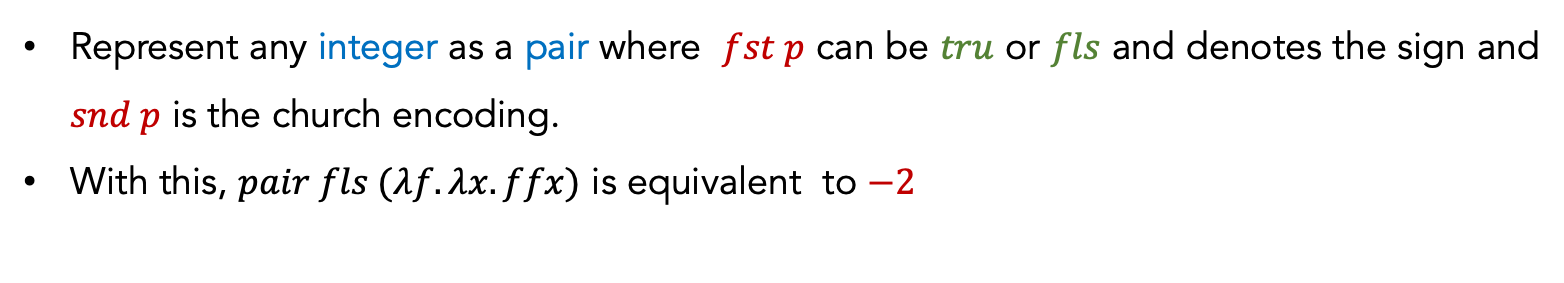 • Represent any integer as a pair where fst p can be tru or fls and denotes the sign and
snd p is the church encoding.
• With this, pair fls (λf.λx.ffx) is equivalent to −2